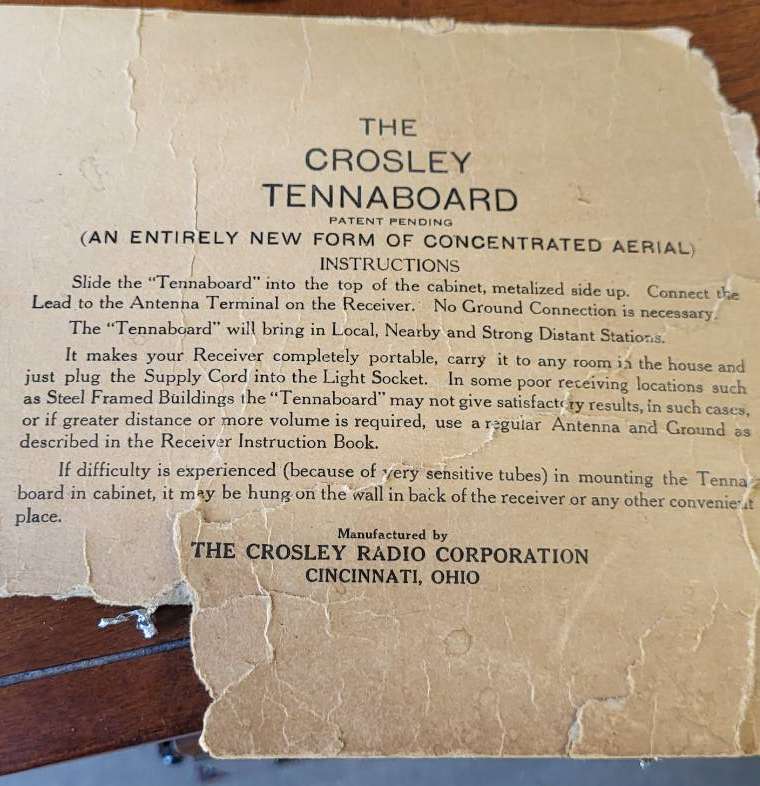 THE
CROSLEY
TENNABOARD
PATENT PENDING
(AN ENTIRELY NEW FORM OF CONCENTRATED AERIAL)
INSTRUCTIONS
Slide the "Tennaboard" into the top of the cabinet, metalized side up. Connect the
Lead to the Antenna Terminal on the Receiver. No Ground Connection is necessary.
The "Tennaboard" will bring in Local, Nearby and Strong Distant Stations.
It makes your Receiver completely portable, carry it to any room in the house and
just plug the Supply Cord into the Light Socket. In some poor receiving locations such
as Steel Framed Buildings the "Tennaboard" may not give satisfactory results, in such cases,
or if greater distance or more volume is required, use a regular Antenna and Ground as
described in the Receiver Instruction Book.
If difficulty is experienced (because of very sensitive tubes) in mounting the Tenna-
board in cabinet, it may be hung on the wall in back of the receiver or any other convenient
place.
Manufactured by
THE CROSLEY RADIO CORPORATION
CINCINNATI, OHIO